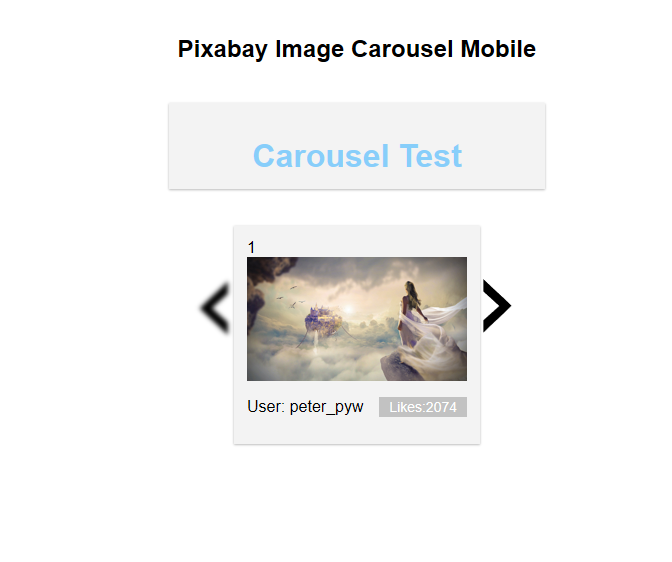 Pixabay Image Carousel Mobile
Carousel Test
1
User: peter_pyw Likes:2074